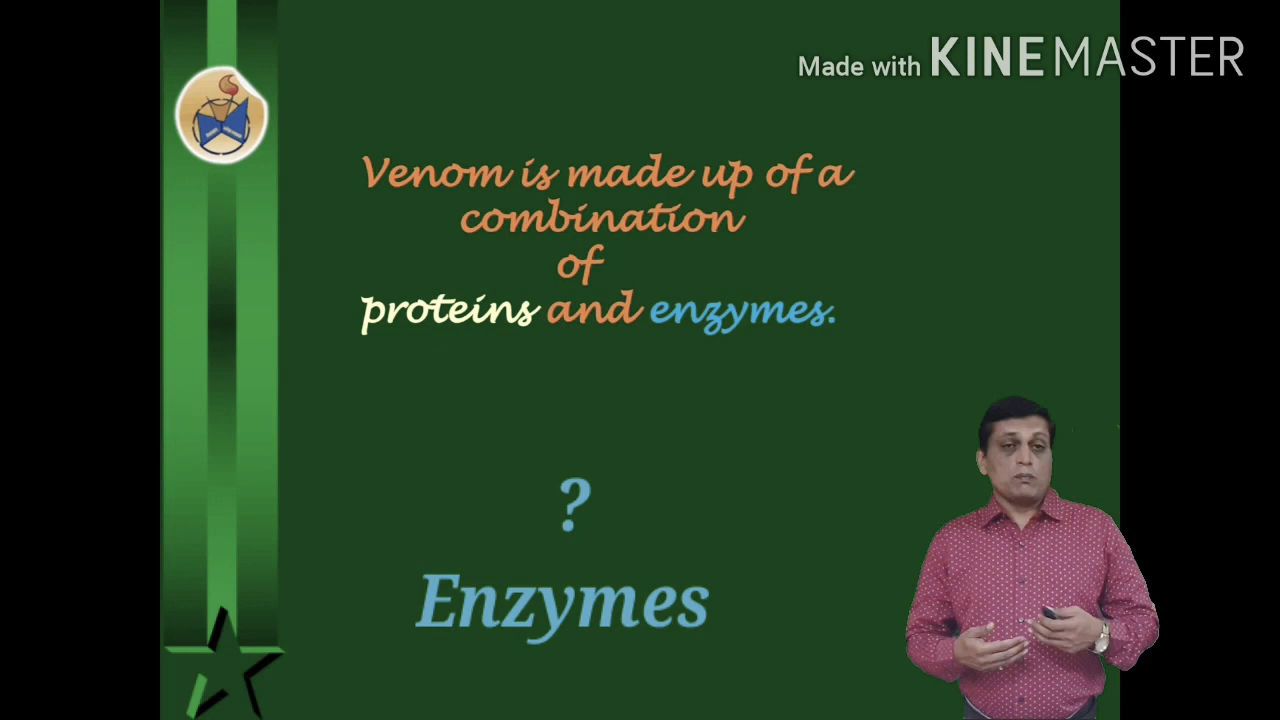 Made with KINEMASTER
Venom is made up of a
combination
of
proteins and enzymes.
?
Enzymes